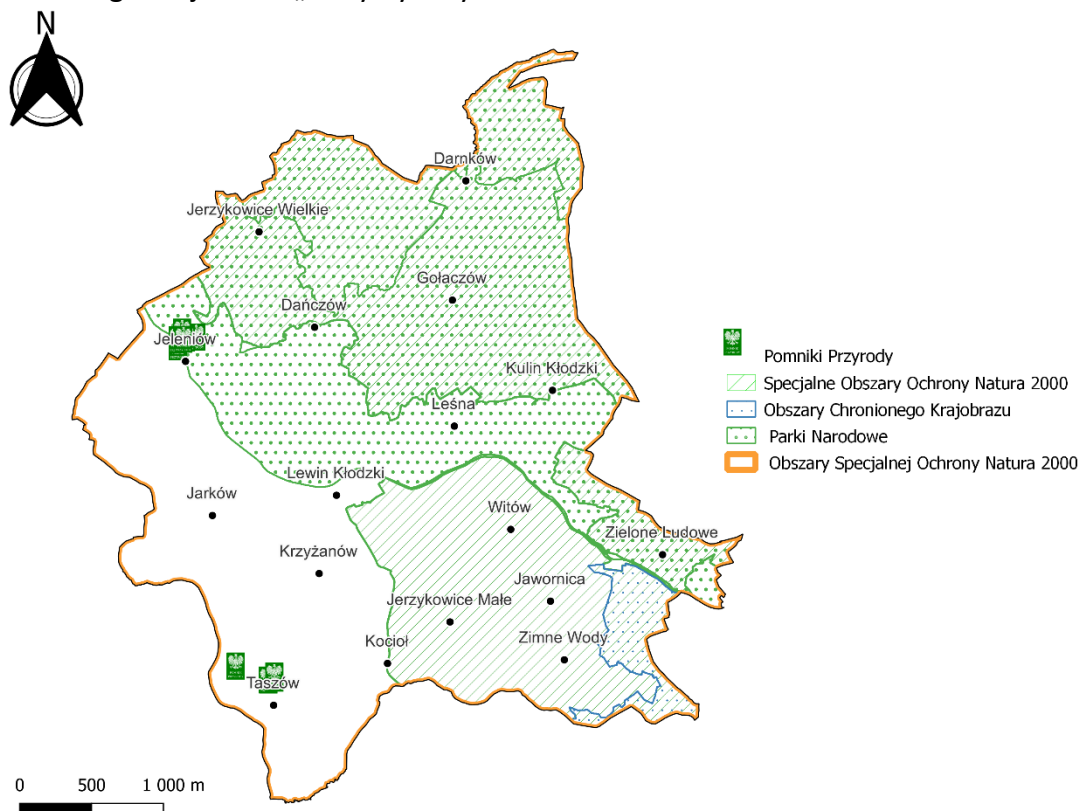 N
Darnków
Jerzykowice Wielkie
Gołaczów
Dańczów
Jeleniów
Kulin Kłodzki
Leśna
Lewin Kłodzki
Jarków
Witów
Zielone Ludowe
Krzyżanów
Jawornica
Jerzykowice Małe
Kocioł
Zimne Wody
Taszów
Pomniki Przyrody
Specjalne Obszary Ochrony Natura 2000
Obszary Chronionego Krajobrazu
Parki Narodowe
Obszary Specjalnej Ochrony Natura 2000
0 500 1 000 m